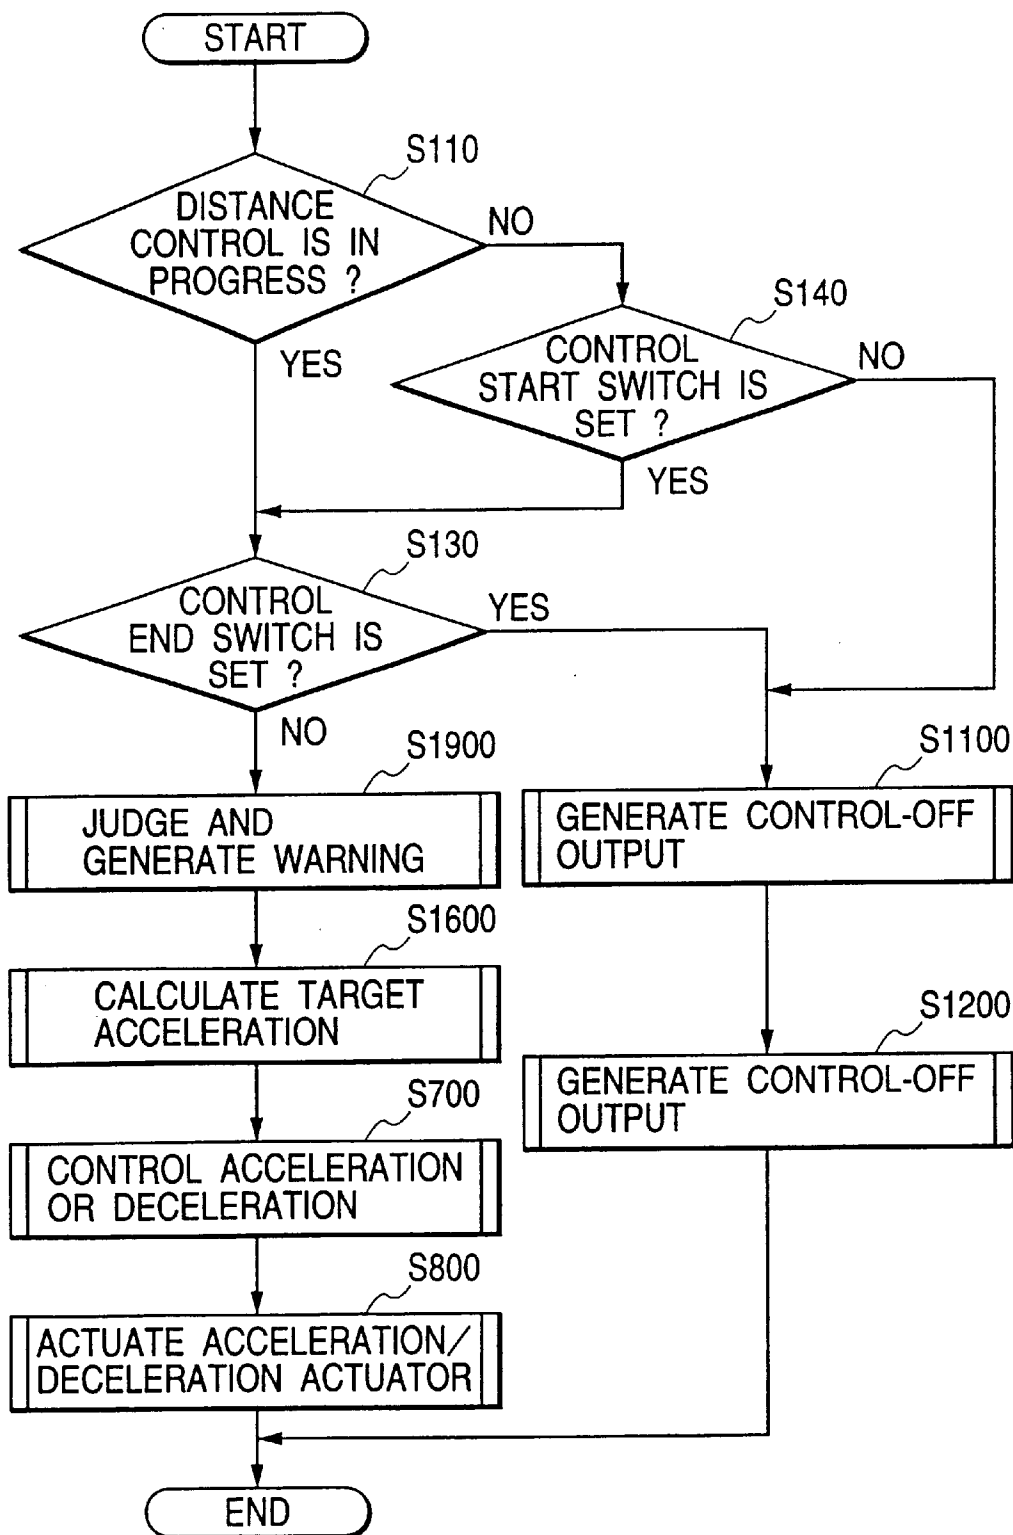 START
S110
DISTANCE
CONTROL IS IN
PROGRESS ?
NO
YES
S140
CONTROL
START SWITCH IS
SET ?
NO
YES
S130
CONTROL
END SWITCH IS
SET ?
YES
NO
S1900
JUDGE AND
GENERATE WARNING
S1100
GENERATE CONTROL-OFF
OUTPUT
S1600
CALCULATE TARGET
ACCELERATION
S1200
GENERATE CONTROL-OFF
OUTPUT
S700
CONTROL ACCELERATION
OR DECELERATION
S800
ACTUATE ACCELERATION/
DECELERATION ACTUATOR
END